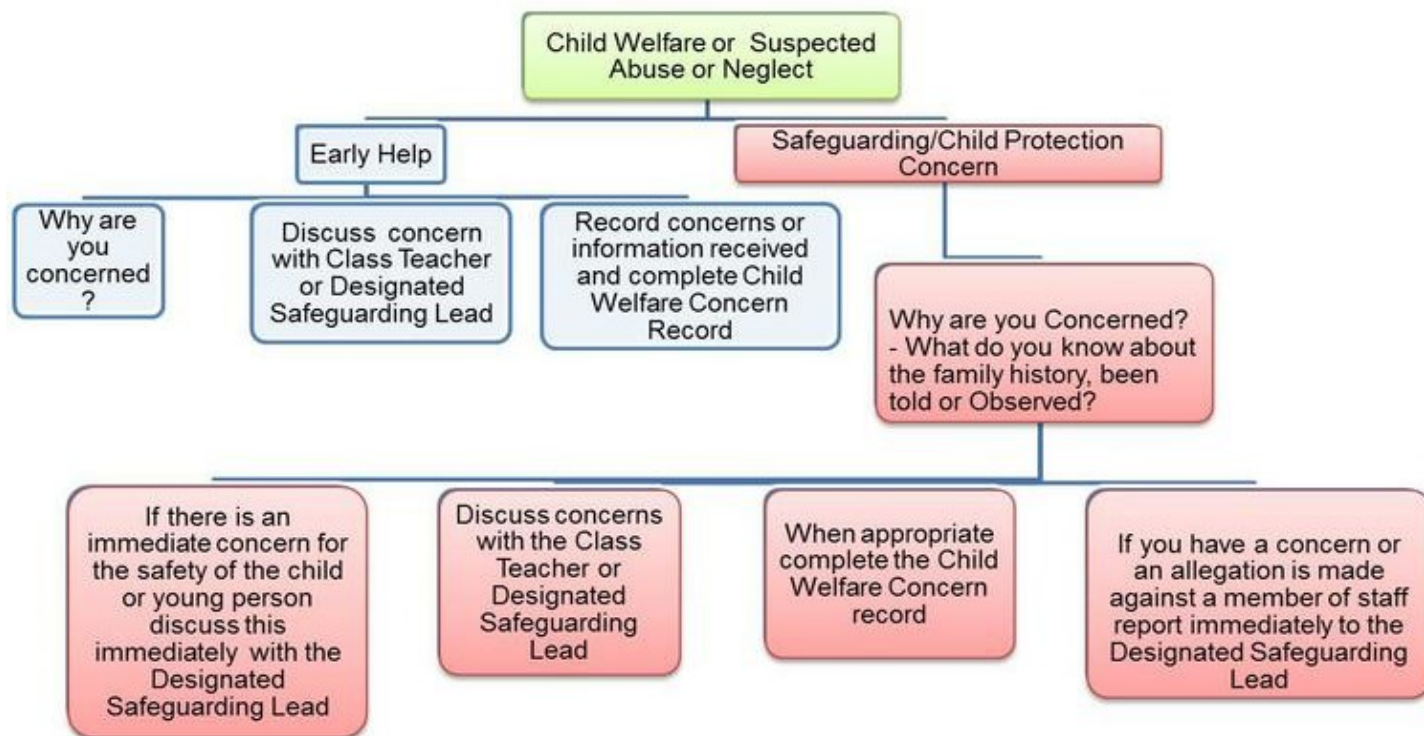 Child Welfare or Suspected
Abuse or Neglect
Early Help
Safeguarding/Child Protection
Concern
Why are
you
concerned
?
Discuss concern
with Class Teacher
or Designated
Safeguarding Lead
Record concerns or
information received
and complete Child
Welfare Concern
Record
Why are you Concerned?
- What do you know about
the family history, been
told or Observed?
If there is an
immediate concern for
the safety of the child
or young person
discuss this
immediately with the
Designated
Safeguarding Lead
Discuss concerns
with the Class
Teacher or
Designated
Safeguarding
Lead
When appropriate
complete the Child
Welfare Concern
record
If you have a concern or
an allegation is made
against a member of staff
report immediately to the
Designated Safeguarding
Lead